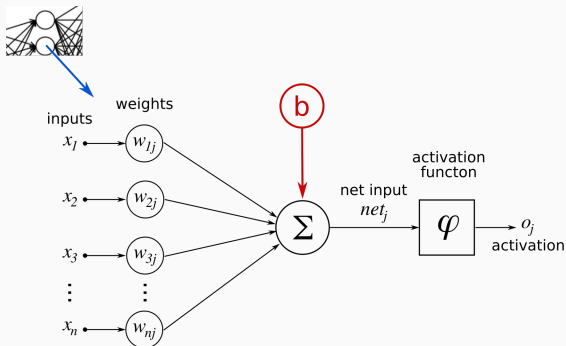 inputs
weights
b
activation
functon
x1
w1j
x2
w2j
net input
netj
Σ
φ
oj
activation
x3
w3j
⋮
⋮
xn
wnj